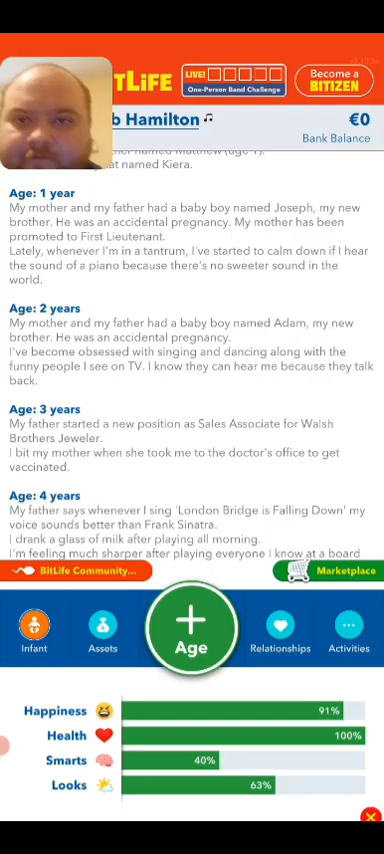 LiFE
LIVE!
One-Person Band Challenge
Become a
BITIZEN
b Hamilton
€0
Bank Balance
at named Kiera.
Age: 1 year
My mother and my father had a baby boy named Joseph, my new
brother. He was an accidental pregnancy. My mother has been
promoted to First Lieutenant.
Lately, whenever I'm in a tantrum, I've started to calm down if I hear
the sound of a piano because there's no sweeter sound in the
world.
Age: 2 years
My mother and my father had a baby boy named Adam, my new
brother. He was an accidental pregnancy.
I've become obsessed with singing and dancing along with the
funny people I see on TV. I know they can hear me because they talk
back.
Age: 3 years
My father started a new position as Sales Associate for Walsh
Brothers Jeweler.
I bit my mother when she took me to the doctor's office to get
vaccinated.
Age: 4 years
My father says whenever I sing 'London Bridge is Falling Down' my
voice sounds better than Frank Sinatra.
I drank a glass of milk after playing all morning.
I'm feeling much sharper after playing everyone I know at a board
BitLife Community...
Marketplace
Infant
Assets
Age
Relationships
Activities
Happiness 91%
Health 100%
Smarts 40%
Looks 63%